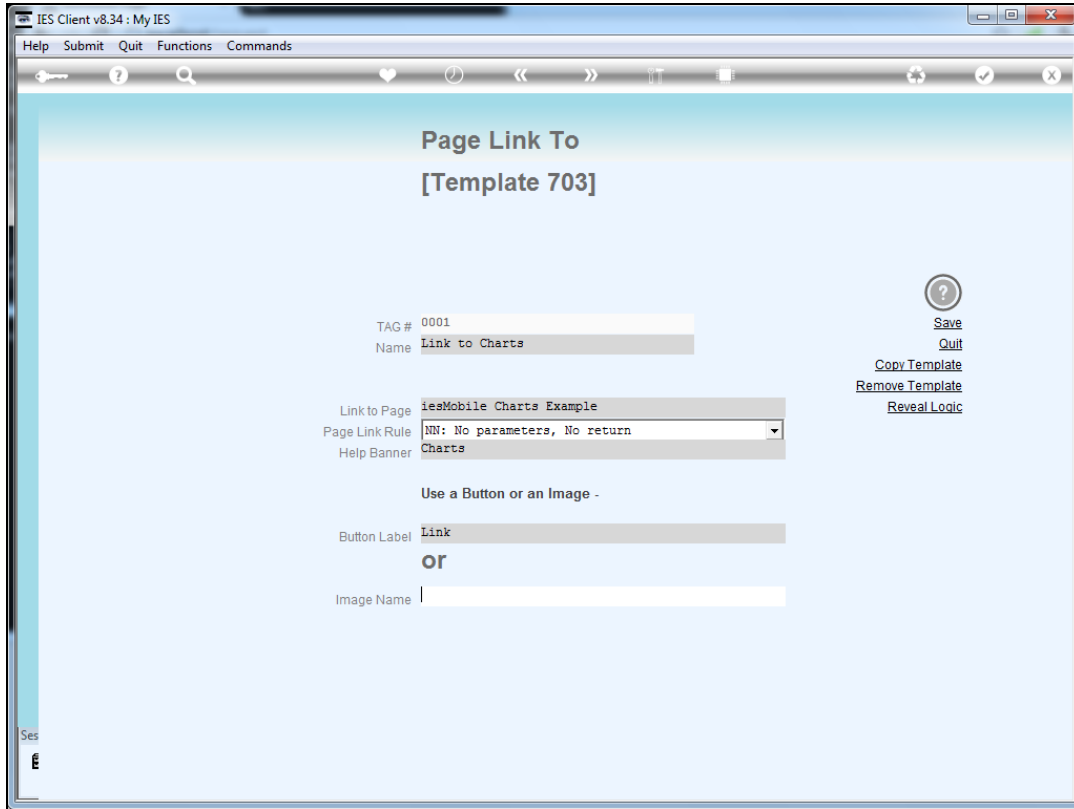 IES Client v8.34 : My IES
Help Submit Quit Functions Commands
Page Link To
[Template 703]
TAG # 0001
Save
Name Link to Charts
Quit
Copy Template
Remove Template
Link to Page iesMobile Charts Example
Reveal Logic
Page Link Rule NN: No parameters, No return
Help Banner Charts
Use a Button or an Image -
Button Label Link
or
Image Name
Ses